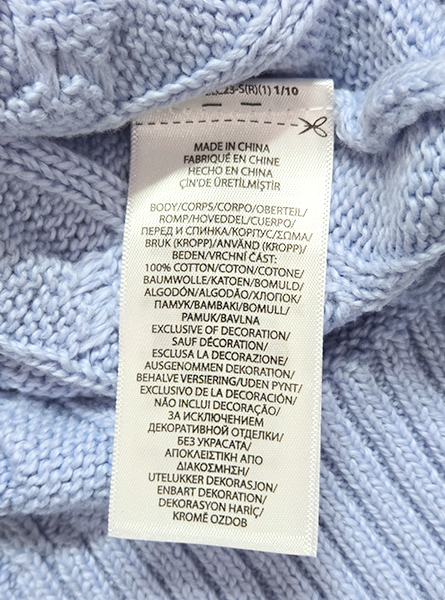 23-S(R)(1) 1/10
MADE IN CHINA
FABRIQUÉ EN CHINE
HECHO EN CHINA
ÇİN'DE ÜRETİLMİŞTİR
BODY/CORPS/CORPO/OBERTEIL/
ROMP/HOVEDDEL/CUERPO/
ПЕРЕД И СПИНКА/КОРПУС/ΣΩΜΑ/
BRUK (KROPP)/ANVÄND (KROPP)/
BEDEN/VRCHNÍ ČÁST:
100% COTTON/COTON/COTONE/
BAUMWOLLE/KATOEN/BOMULD/
ALGODÓN/ALGODÃO/ХЛОПОК/
ПАМУК/ΒΑΜΒΑΚΙ/BOMULL/
PAMUK/BAVLNA
EXCLUSIVE OF DECORATION/
SAUF DÉCORATION/
ESCLUSA LA DECORAZIONE/
AUSGENOMMEN DEKORATION/
BEHALVE VERSIERING/UDEN PYNT/
EXCLUSIVO DE LA DECORACIÓN/
NÃO INCLUI DECORAÇÃO/
ЗА ИСКЛЮЧЕНИЕМ
ДЕКОРАТИВНОЙ ОТДЕЛКИ/
БЕЗ УКРАСАТА/
ΑΠΟΚΛΕΙΣΤΙΚΗ ΑΠΟ
ΔΙΑΚΟΣΜΗΣΗ/
UTELUKKER DEKORASJON/
ENBART DEKORATION/
DEKORASYON HARİÇ/
KROMĚ OZDOB